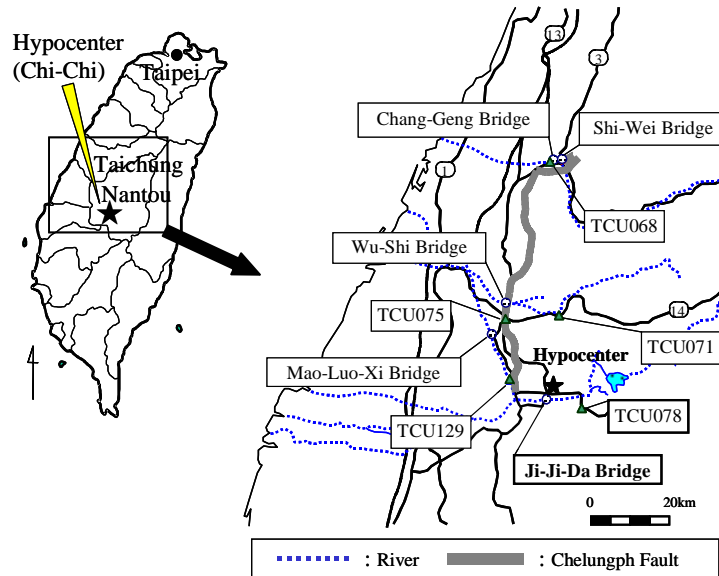 Hypocenter
(Chi-Chi)
Taipei
Taichung
Nantou
13
3
Chang-Geng Bridge
Shi-Wei Bridge
1
TCU068
Wu-Shi Bridge
TCU075
14
TCU071
Hypocenter
Mao-Luo-Xi Bridge
TCU129
TCU078
Ji-Ji-Da Bridge
0 20km
: River : Chelungph Fault